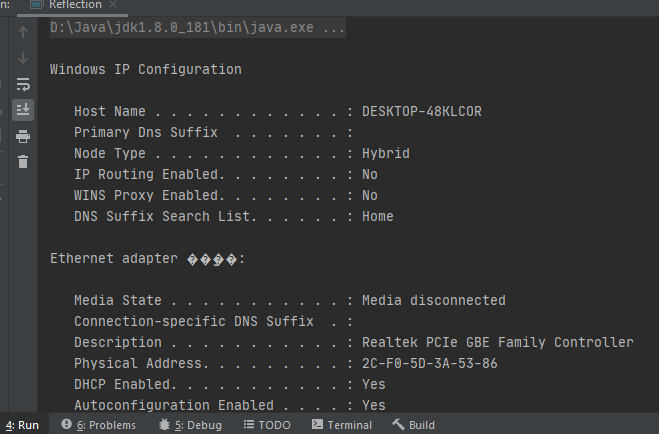 n: Reflection ×
D:\Java\jdk1.8.0_181\bin\java.exe ...
Windows IP Configuration
Host Name . . . . . . . . . . . . : DESKTOP-48KLCOR
Primary Dns Suffix  . . . . . . . :
Node Type . . . . . . . . . . . . : Hybrid
IP Routing Enabled. . . . . . . . : No
WINS Proxy Enabled. . . . . . . . : No
DNS Suffix Search List. . . . . . : Home
Ethernet adapter ��̫��:
Media State . . . . . . . . . . . : Media disconnected
Connection-specific DNS Suffix  . :
Description . . . . . . . . . . . : Realtek PCIe GBE Family Controller
Physical Address. . . . . . . . . : 2C-F0-5D-3A-53-86
DHCP Enabled. . . . . . . . . . . : Yes
Autoconfiguration Enabled . . . . : Yes
4: Run 6: Problems 5: Debug TODO Terminal Build